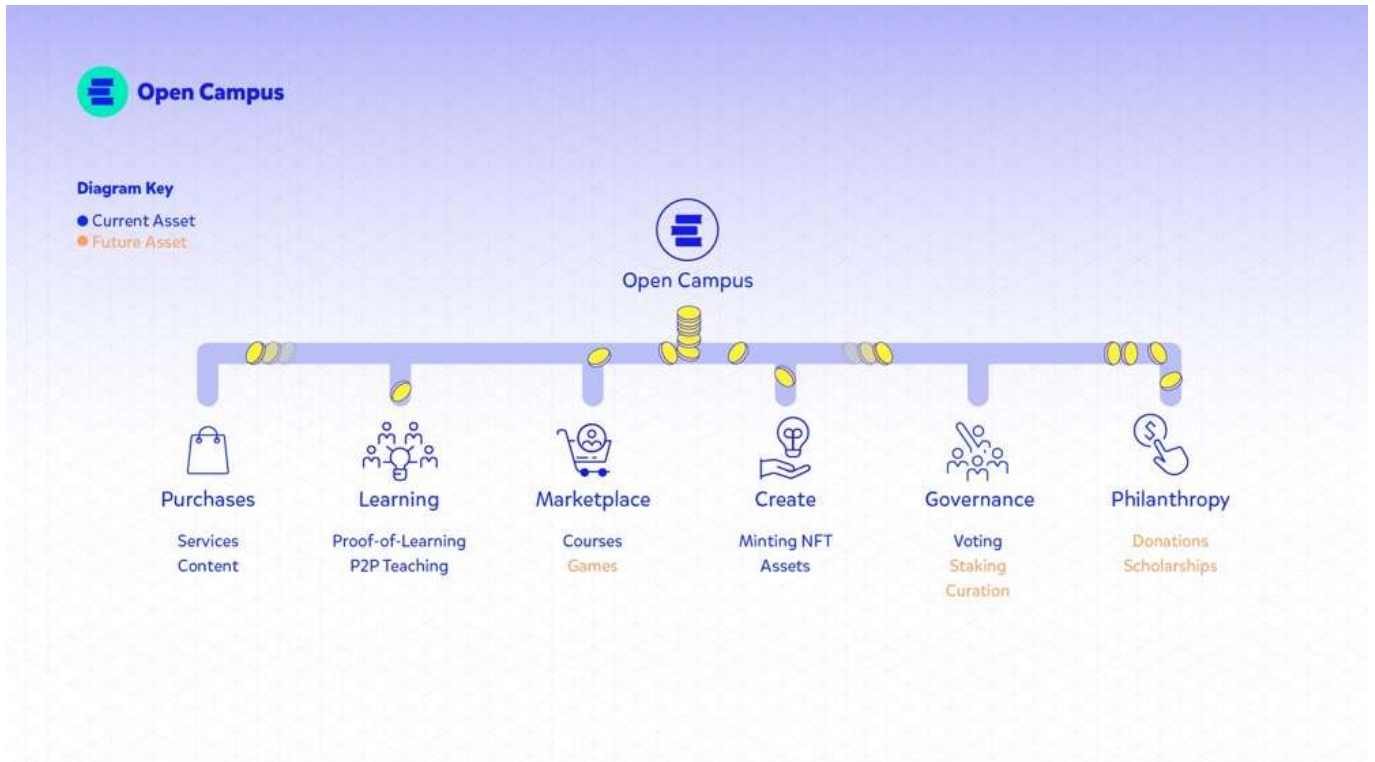 Open Campus
Diagram Key
Current Asset
Future Asset
Open Campus
Purchases
Services
Content
Learning
Proof-of-Learning
P2P Teaching
Marketplace
Courses
Games
Create
Minting NFT
Assets
Governance
Voting
Staking
Curation
Philanthropy
Donations
Scholarships